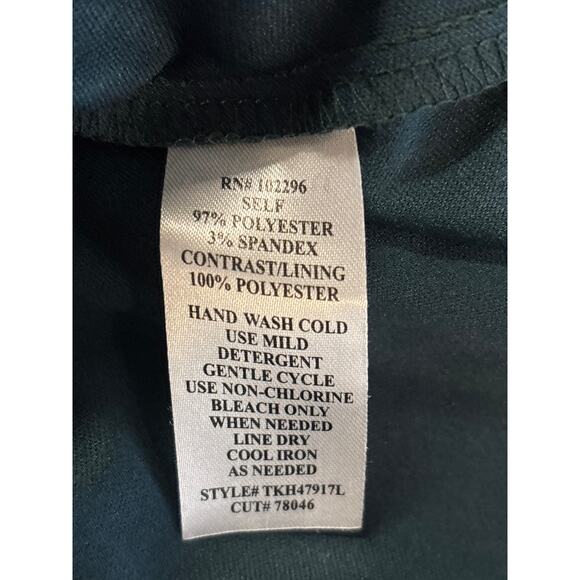 RN# 102296
SELF
97% POLYESTER
3% SPANDEX
CONTRAST/LINING
100% POLYESTER
HAND WASH COLD
USE MILD
DETERGENT
GENTLE CYCLE
USE NON-CHLORINE
BLEACH ONLY
WHEN NEEDED
LINE DRY
COOL IRON
AS NEEDED
STYLE# TKH47917L
CUT# 78046